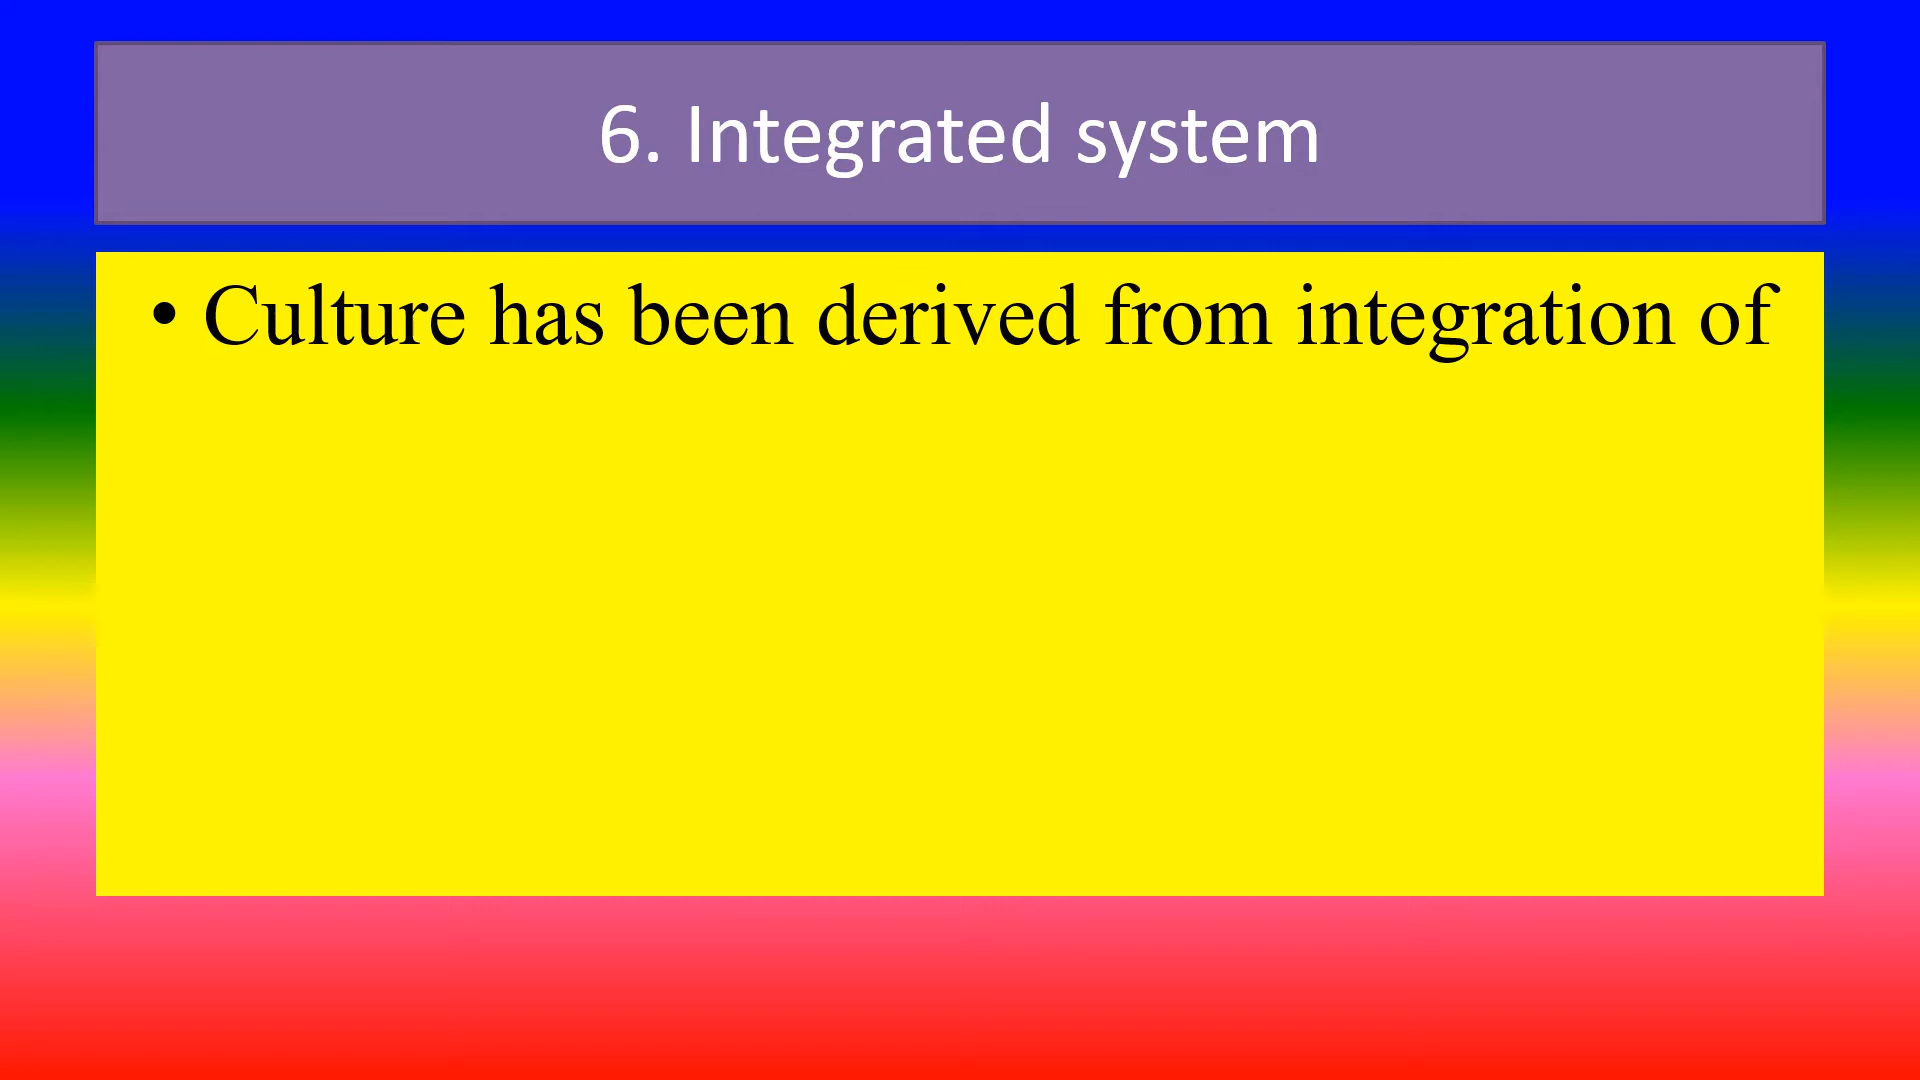 6. Integrated system
• Culture has been derived from integration of